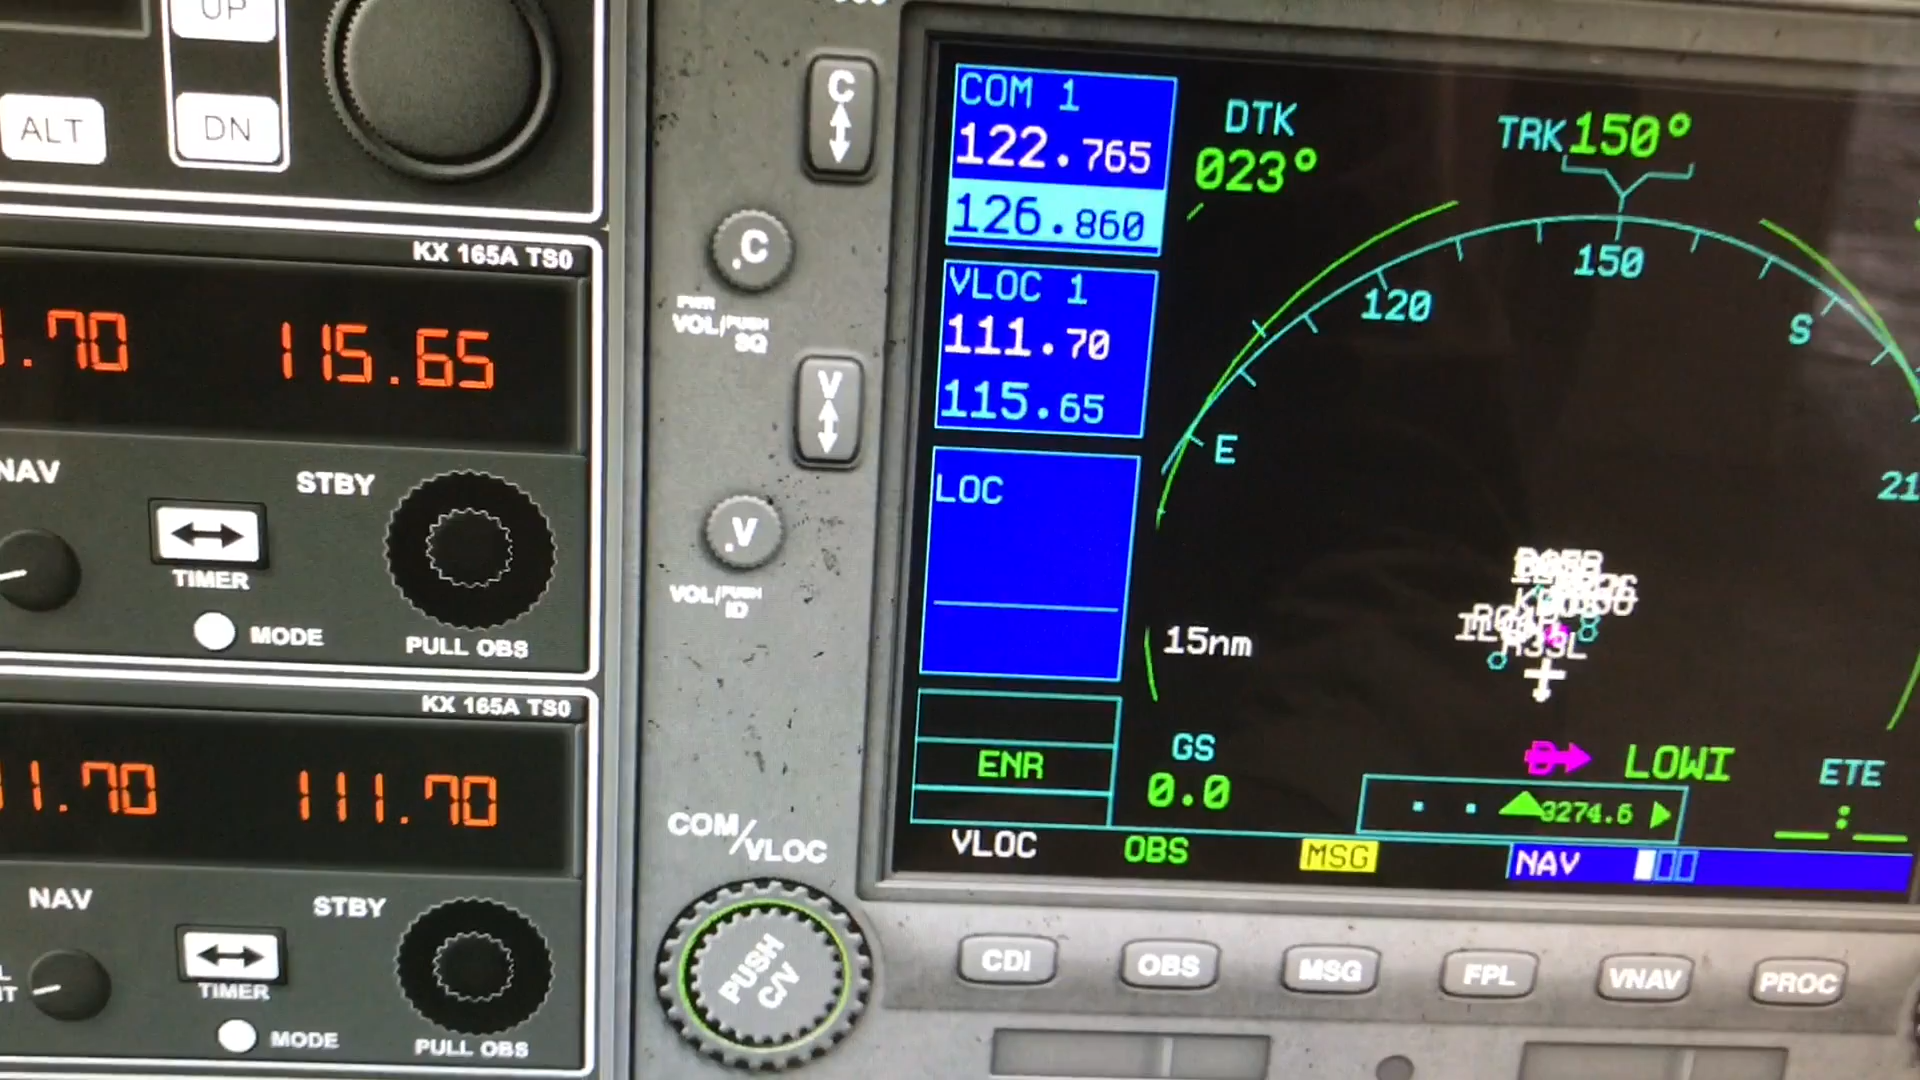 UP
ALT
DN
KX 165A TSO
.70
115.65
NAV
STBY
TIMER
MODE
PULL OBS
KX 165A TSO
1.70
111.70
NAV
STBY
TIMER
MODE
PULL OBS
C
C
PWR
VOL/PUSH SQ
V
V
VOL/PUSH ID
COM/VLOC
PUSH C/V
COM 1
122.765
126.860
VLOC 1
111.70
115.65
LOC
ENR
VLOC
OBS
MSG
NAV
DTK
023°
TRK 150°
120
150
S
E
21
15nm
R33L
GS
0.0
LOWI
ETE
__:__
3274.6
CDI
OBS
MSG
FPL
VNAV
PROC